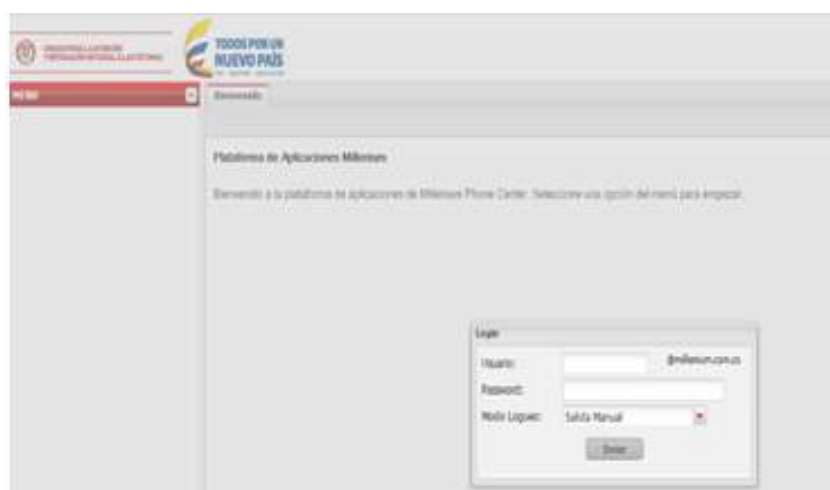 TODOS POR UN
NUEVO PAÍS
MENU
Bienvenido
Plataforma de Aplicaciones Millenium
Bienvenido a la plataforma de aplicaciones de Millenium Phone Center. Seleccione una opción del menú para empezar.
Login
Usuario:
@millenium.com.co
Password:
Modo Logueo:
Salida Manual
Enviar